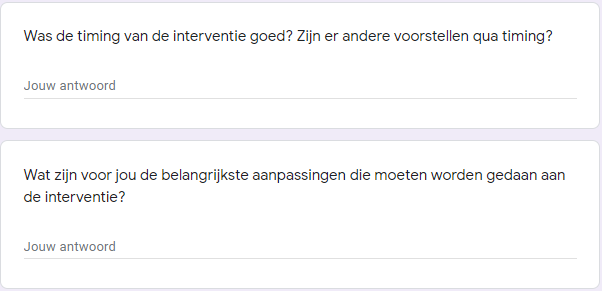 Was de timing van de interventie goed? Zijn er andere voorstellen qua timing?
Jouw antwoord
Wat zijn voor jou de belangrijkste aanpassingen die moeten worden gedaan aan
de interventie?
Jouw antwoord